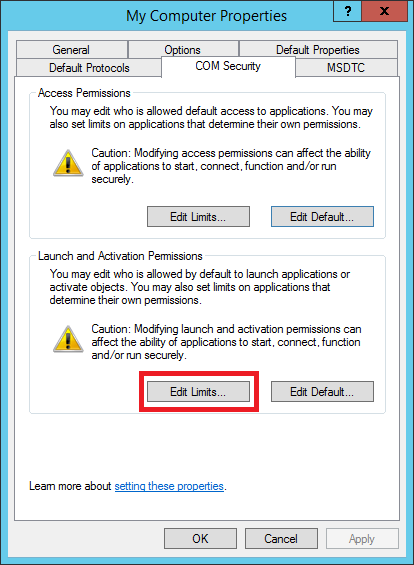 My Computer Properties
? X
General Options Default Properties
Default Protocols COM Security MSDTC
Access Permissions
You may edit who is allowed default access to applications. You may
also set limits on applications that determine their own permissions.
Caution: Modifying access permissions can affect the ability
of applications to start, connect, function and/or run
securely.
Edit Limits... Edit Default...
Launch and Activation Permissions
You may edit who is allowed by default to launch applications or
activate objects. You may also set limits on applications that
determine their own permissions.
Caution: Modifying launch and activation permissions can
affect the ability of applications to start, connect, function
and/or run securely.
Edit Limits... Edit Default...
Learn more about setting these properties.
OK Cancel Apply